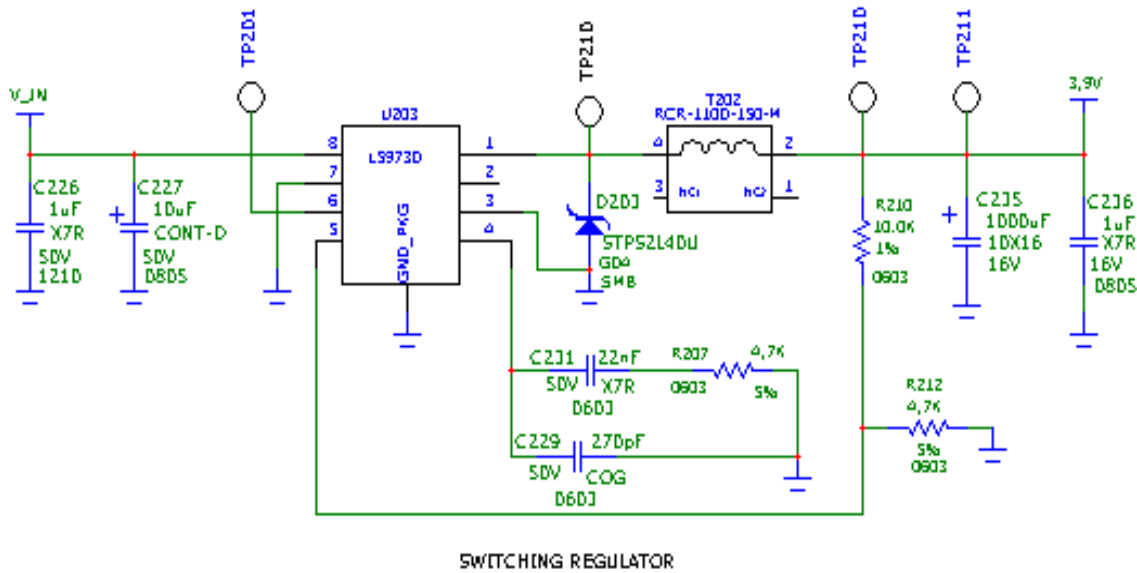 TP201
TP210
TP210
TP211
V_IN
U203
T202
RCR-110D-150-M
3,9V
8
L5973D
1
4
2
7
2
3
HC1
HC2
1
6
3
5
4
GND_PKG
C226
1uF
X7R
50V
1210
C227
+
10uF
CONT-D
50V
0805
D203
STPS2L40U
GD4
SMB
R210
10.0K
1%
0603
C235
+
1000uF
10X16
16V
C236
1uF
X7R
16V
0805
C231
22nF
50V
X7R
0603
R207
4,7K
0603
5%
C229
270pF
50V
COG
0603
R212
4,7K
5%
0603
SWITCHING REGULATOR